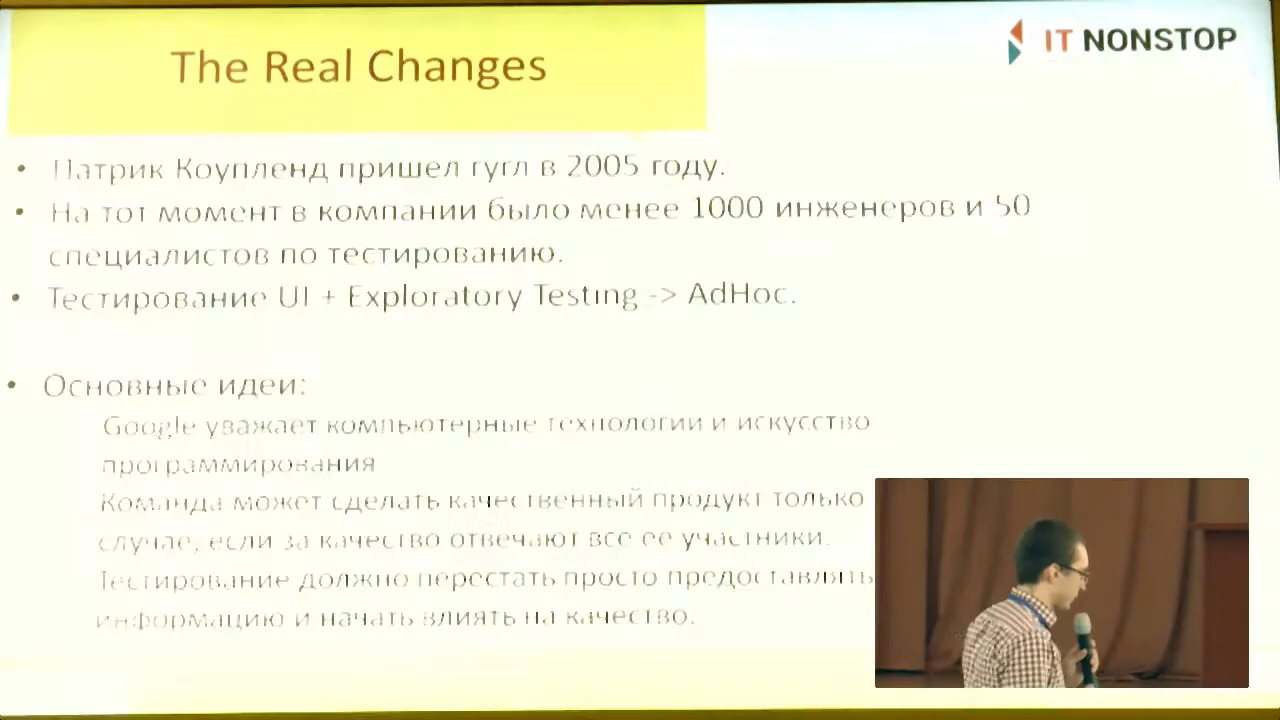 The Real Changes
IT NONSTOP
Патрик Коупленд пришел гугл в 2005 году.
На тот момент в компании было менее 1000 инженеров и 50
специалистов по тестированию.
Тестирование UI + Exploratory Testing -> AdHoc.
Основные идеи:
Google уважает компьютерные технологии и искусство
программирования
Команда может сделать качественный продукт только
случае, если за качество отвечают все ее участники.
Тестирование должно перестать просто предоставлять
информацию и начать влиять на качество.